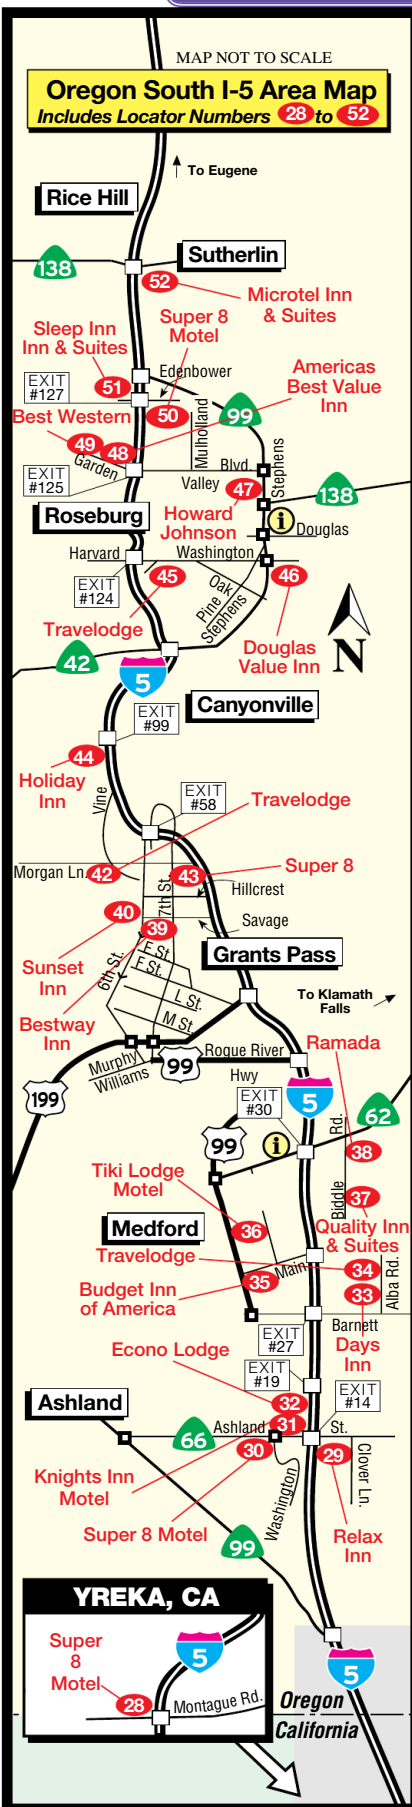 MAP NOT TO SCALE
Oregon South I-5 Area Map
Includes Locator Numbers 28 to 52
To Eugene
Rice Hill
Sutherlin
138
52
Microtel Inn
& Suites
Super 8
Motel
Sleep Inn
Inn & Suites
Americas
Best Value
Inn
Edenbower
EXIT
#127
51
50
Mulholland
99
Best Western
49
48
Garden
Stephens
Blvd.
EXIT
#125
Valley
47
138
Roseburg
Howard
Johnson
i
Douglas
Harvard
Washington
EXIT
#124
45
Oak
Pine
Stephens
46
Travelodge
Douglas
Value Inn
N
42
5
Canyonville
EXIT
#99
44
Holiday
Inn
Vine
EXIT
#58
Travelodge
Morgan Ln.
42
43
Super 8
7th St.
Hillcrest
40
39
Savage
Sunset
Inn
6th St.
E St.
F St.
Grants Pass
L St.
M St.
To Klamath
Falls
Bestway
Inn
Murphy
Williams
99
Rogue River
Hwy
Ramada
199
5
EXIT
#30
62
99
i
Rd.
38
Biddle
37
Tiki Lodge
Motel
Quality Inn
& Suites
Medford
36
Travelodge
Main
34
Alba Rd.
35
33
Budget Inn
of America
Barnett
EXIT
#27
Days
Inn
Econo Lodge
EXIT
#19
EXIT
#14
Ashland
32
31
66
Ashland
St.
30
29
Clover Ln.
Knights Inn
Motel
Washington
Super 8 Motel
Relax
Inn
99
YREKA, CA
Super
8
Motel
5
28
Montague Rd.
5
Oregon
California